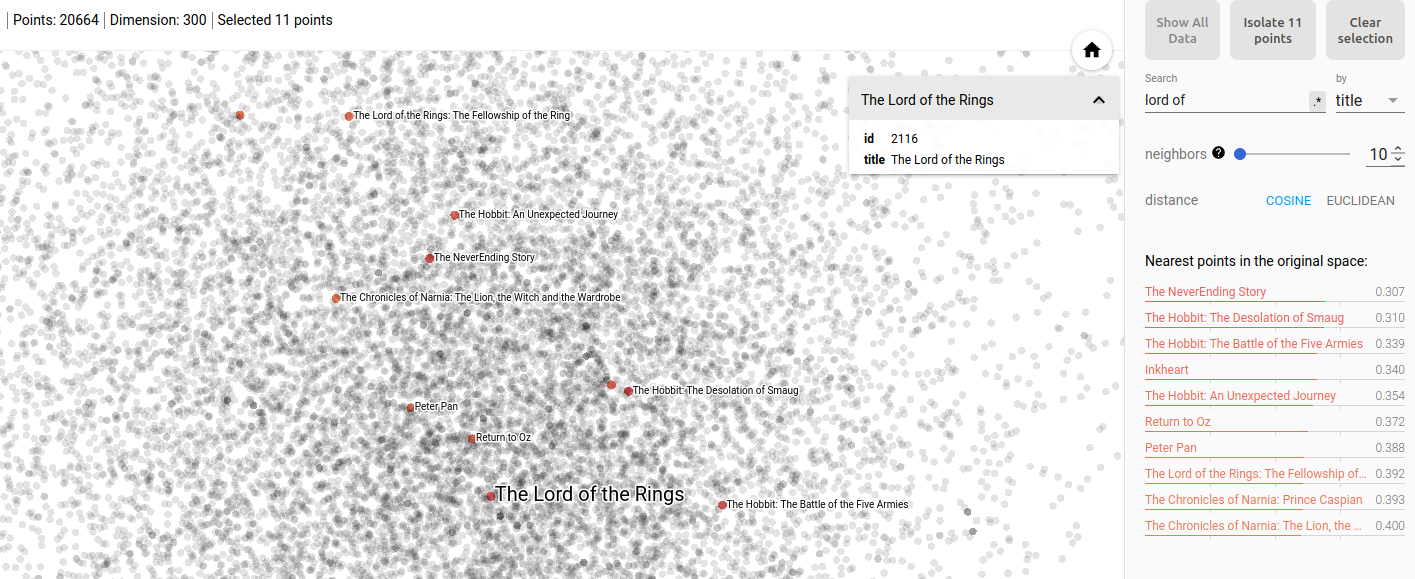 Points: 20664 | Dimension: 300 | Selected 11 points
Show All Data
Isolate 11 points
Clear selection
Search
by
lord of
.*
title
neighbors
?
10
distance
COSINE
EUCLIDEAN
Nearest points in the original space:
The NeverEnding Story 0.307
The Hobbit: The Desolation of Smaug 0.310
The Hobbit: The Battle of the Five Armies 0.339
Inkheart 0.340
The Hobbit: An Unexpected Journey 0.354
Return to Oz 0.372
Peter Pan 0.388
The Lord of the Rings: The Fellowship of... 0.392
The Chronicles of Narnia: Prince Caspian 0.393
The Chronicles of Narnia: The Lion, the ... 0.400
The Lord of the Rings
id 2116
title The Lord of the Rings
The Lord of the Rings: The Fellowship of the Ring
The Hobbit: An Unexpected Journey
The NeverEnding Story
The Chronicles of Narnia: The Lion, the Witch and the Wardrobe
The Hobbit: The Desolation of Smaug
Peter Pan
Return to Oz
The Lord of the Rings
The Hobbit: The Battle of the Five Armies